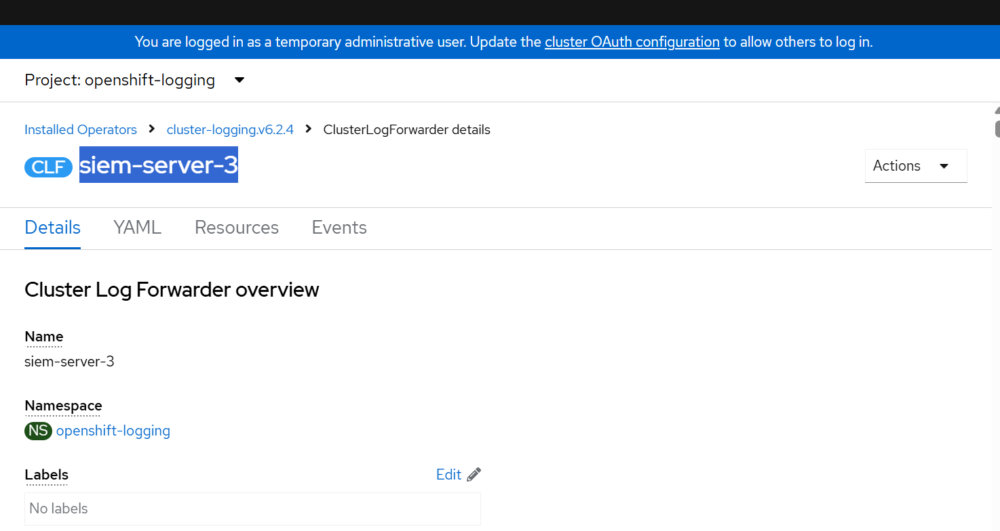 You are logged in as a temporary administrative user. Update the cluster OAuth configuration to allow others to log in.
Project: openshift-logging
Installed Operators cluster-logging.v6.2.4 ClusterLogForwarder details
CLF siem-server-3
Actions
Details YAML Resources Events
Cluster Log Forwarder overview
Name
siem-server-3
Namespace
NS openshift-logging
Labels Edit
No labels